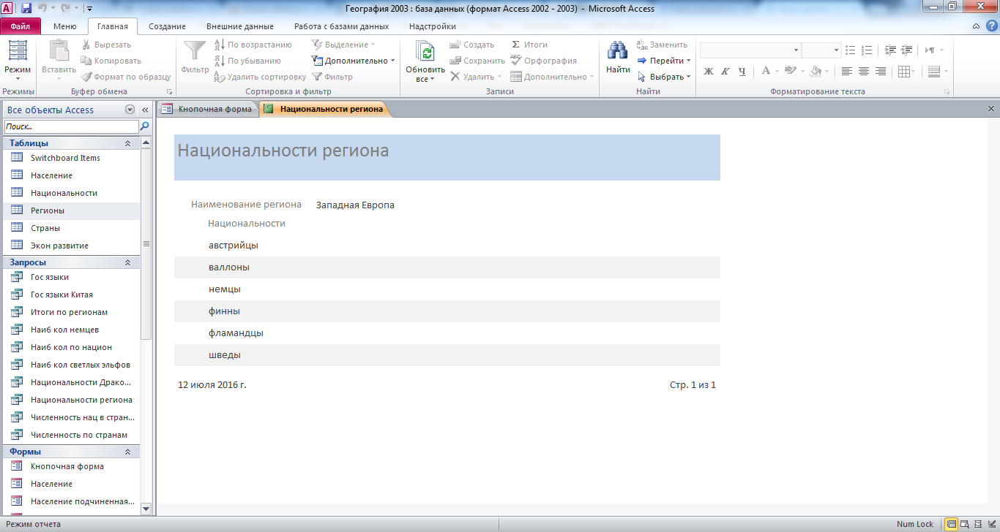 География 2003 : база данных (формат Access 2002 - 2003) - Microsoft Access
Файл Меню Главная Создание Внешние данные Работа с базами данных Надстройки
Режим
Режимы
Вставить
Вырезать
Копировать
Формат по образцу
Буфер обмена
Фильтр
По возрастанию
По убыванию
Удалить сортировку
Выделение
Дополнительно
Фильтр
Сортировка и фильтр
Обновить
все
Создать
Сохранить
Удалить
Итоги
Орфография
Дополнительно
Записи
Найти
Заменить
Перейти
Выбрать
Найти
Ж К Ч
Форматирование текста
Все объекты Access
Поиск...
Таблицы
Switchboard Items
Население
Национальности
Регионы
Страны
Экон развитие
Запросы
Гос языки
Гос языки Китая
Итоги по регионам
Наиб кол немцев
Наиб кол по национ
Наиб кол светлых эльфов
Национальности Драко...
Национальности региона
Численность нац в стран...
Численность по странам
Формы
Кнопочная форма
Население
Население подчиненная...
Кнопочная форма
Национальности региона
Национальности региона
Наименование региона Западная Европа
Национальности
австрийцы
валлоны
немцы
финны
фламандцы
шведы
12 июля 2016 г. Стр. 1 из 1
Режим отчета
Num Lock